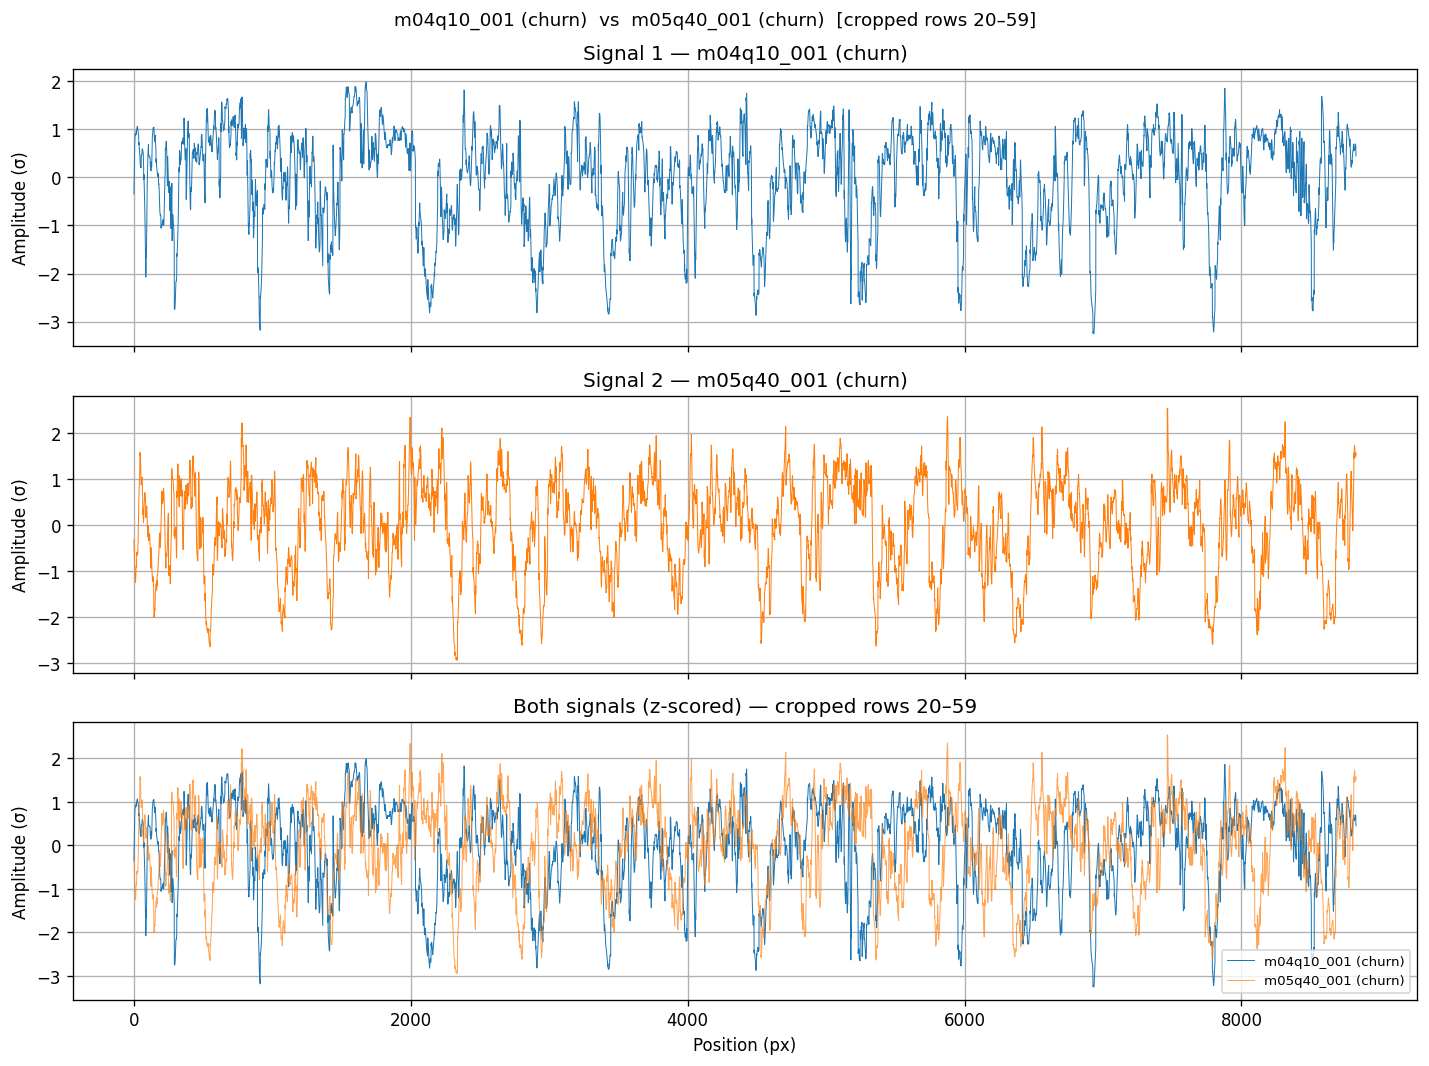 m04q10_001 (churn)  vs  m05q40_001 (churn)  [cropped rows 20–59]
Signal 1 — m04q10_001 (churn)
2
1
0
−1
−2
−3
Amplitude (σ)
Signal 2 — m05q40_001 (churn)
2
1
0
−1
−2
−3
Amplitude (σ)
Both signals (z-scored) — cropped rows 20–59
2
1
0
−1
−2
−3
Amplitude (σ)
m04q10_001 (churn)
m05q40_001 (churn)
0 2000 4000 6000 8000
Position (px)